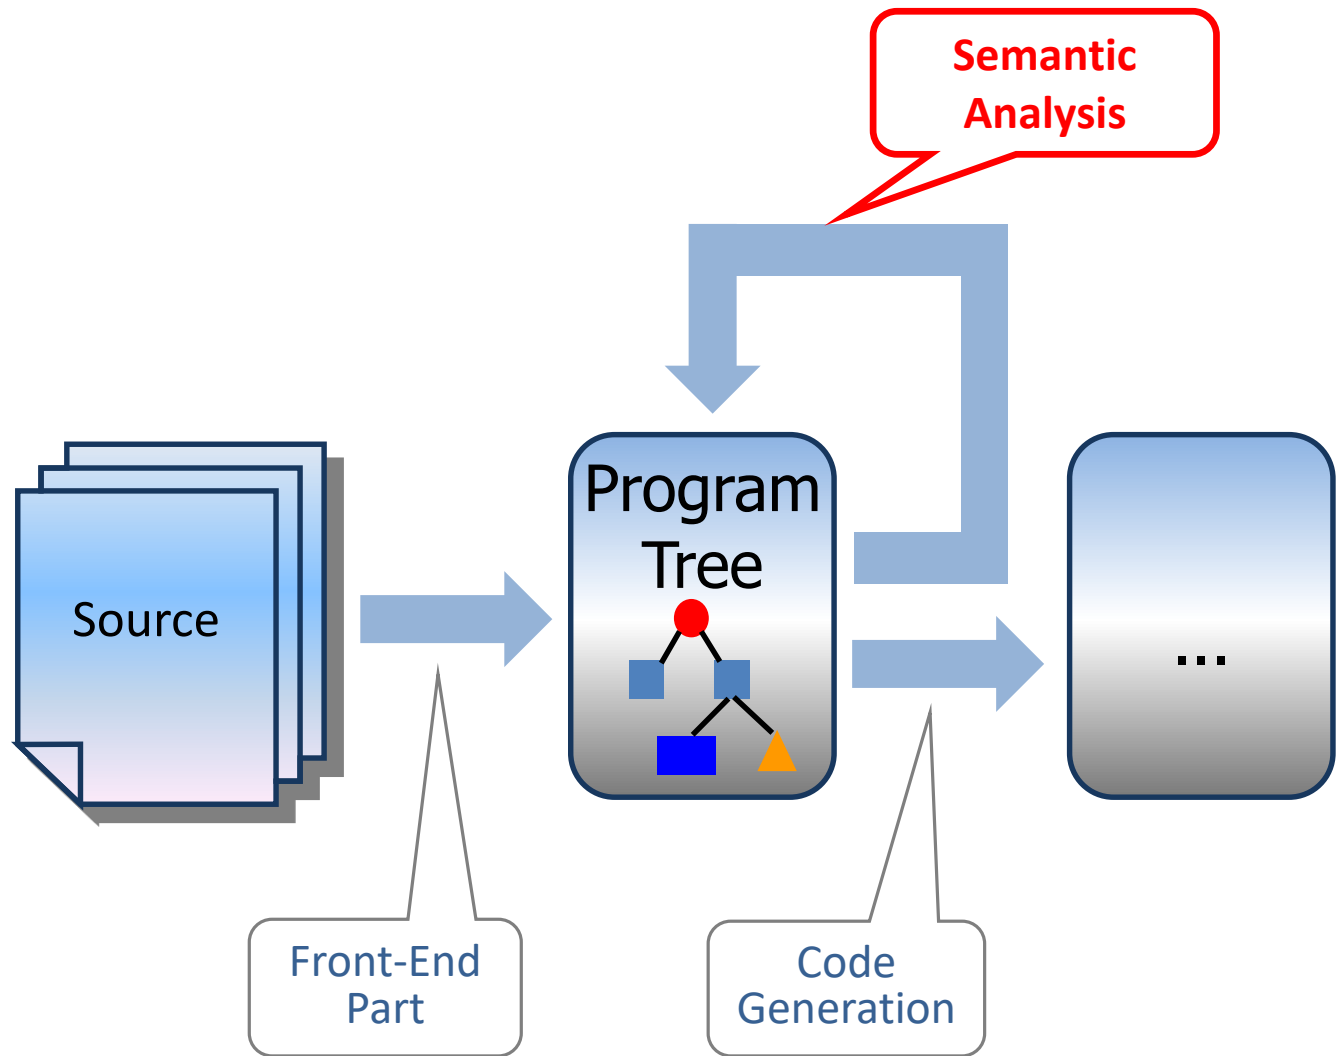 Semantic
Analysis
Program
Tree
Source
...
Front-End
Part
Code
Generation